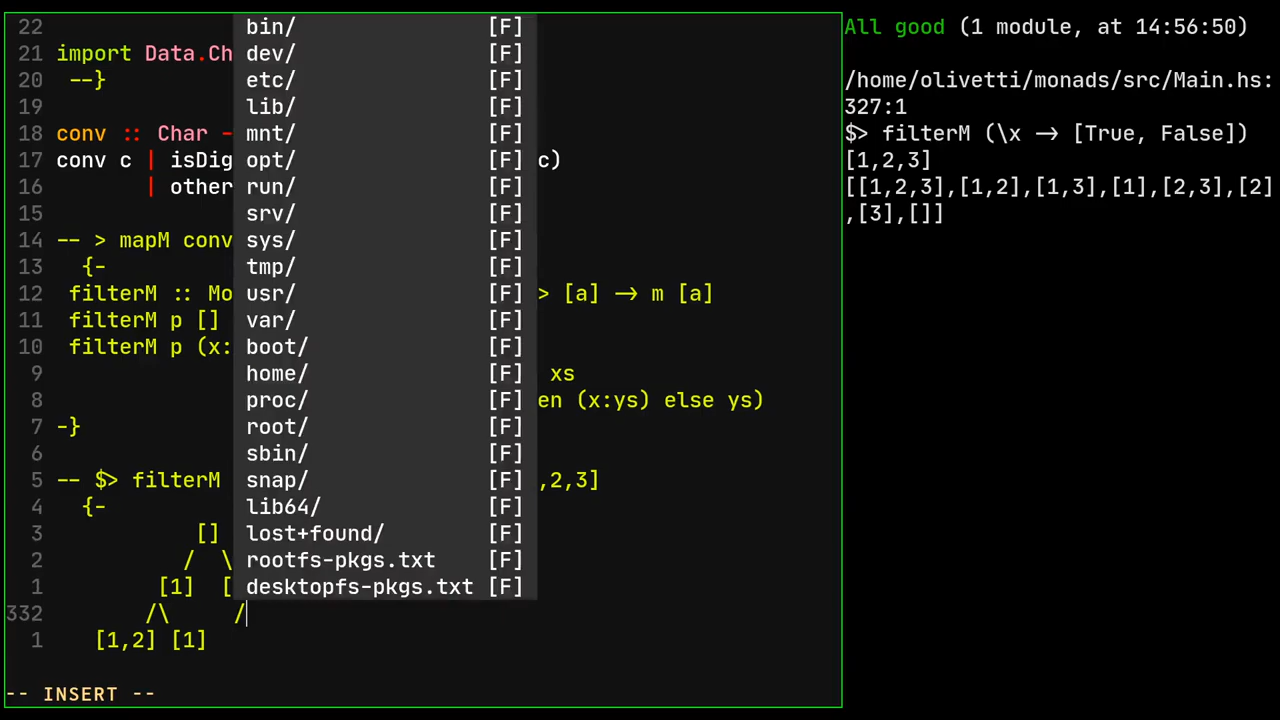 22
21 import Data.Ch
20  --}
19
18 conv :: Char -
17 conv c | isDig c)
16        | other
15
14 -- > mapM conv
13   {-
12  filterM :: Mo > [a] -> m [a]
11  filterM p []
10  filterM p (x:
9 xs
8 en (x:ys) else ys)
7 -}
6
5 -- $> filterM ,2,3]
4   {-
3            []
2           /  \
1         [1]  [
332        /\     /
1    [1,2] [1]
bin/ [F]
dev/ [F]
etc/ [F]
lib/ [F]
mnt/ [F]
opt/ [F]
run/ [F]
srv/ [F]
sys/ [F]
tmp/ [F]
usr/ [F]
var/ [F]
boot/ [F]
home/ [F]
proc/ [F]
root/ [F]
sbin/ [F]
snap/ [F]
lib64/ [F]
lost+found/ [F]
rootfs-pkgs.txt [F]
desktopfs-pkgs.txt [F]
-- INSERT --
All good (1 module, at 14:56:50)
/home/olivetti/monads/src/Main.hs:
327:1
$> filterM (\x -> [True, False])
[1,2,3]
[[1,2,3],[1,2],[1,3],[1],[2,3],[2]
,[3],[]]